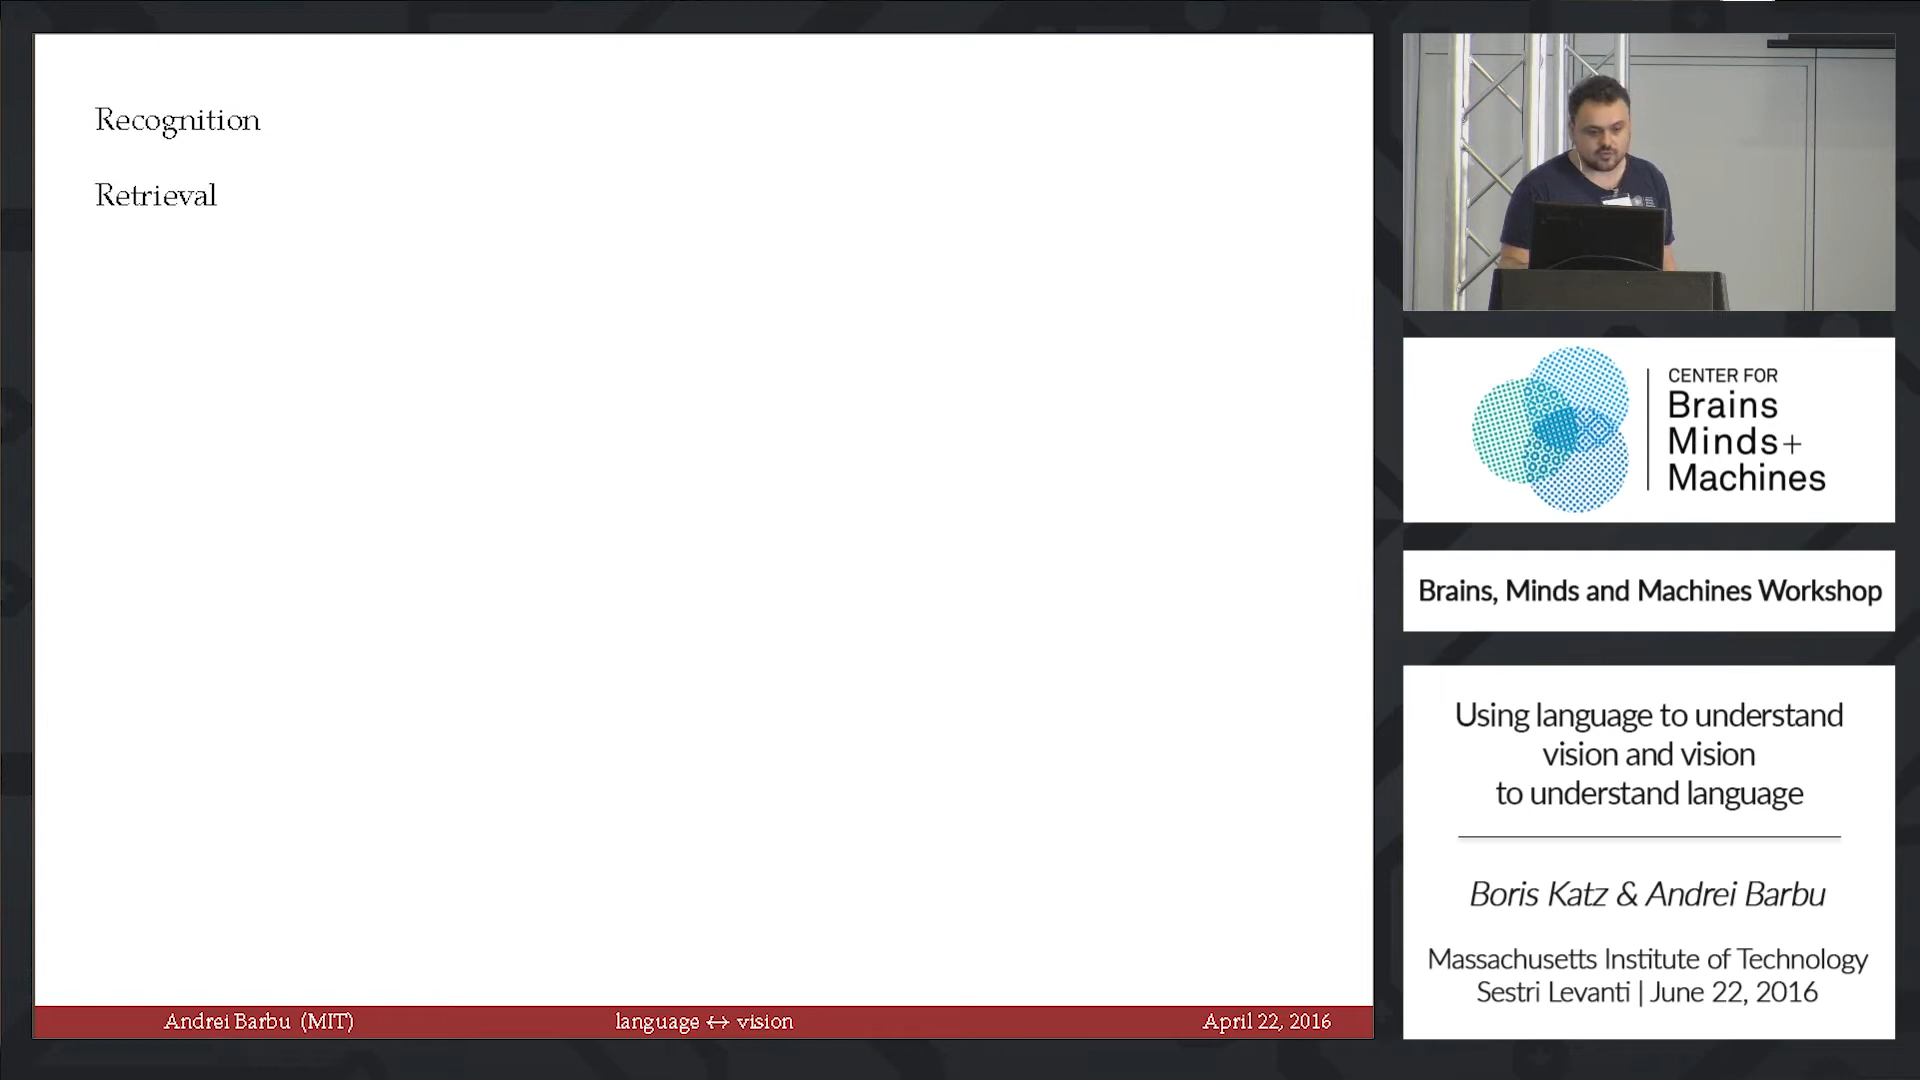 Recognition
Retrieval
Andrei Barbu (MIT)
language ↔ vision
April 22, 2016
CENTER FOR
Brains
Minds+
Machines
Brains, Minds and Machines Workshop
Using language to understand
vision and vision
to understand language
Boris Katz & Andrei Barbu
Massachusetts Institute of Technology
Sestri Levanti | June 22, 2016